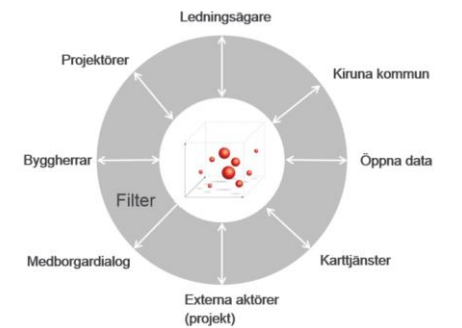 Ledningsägare
Projektörer
Kiruna kommun
Byggherrar
Öppna data
Filter
Medborgardialog
Karttjänster
Externa aktörer
(projekt)